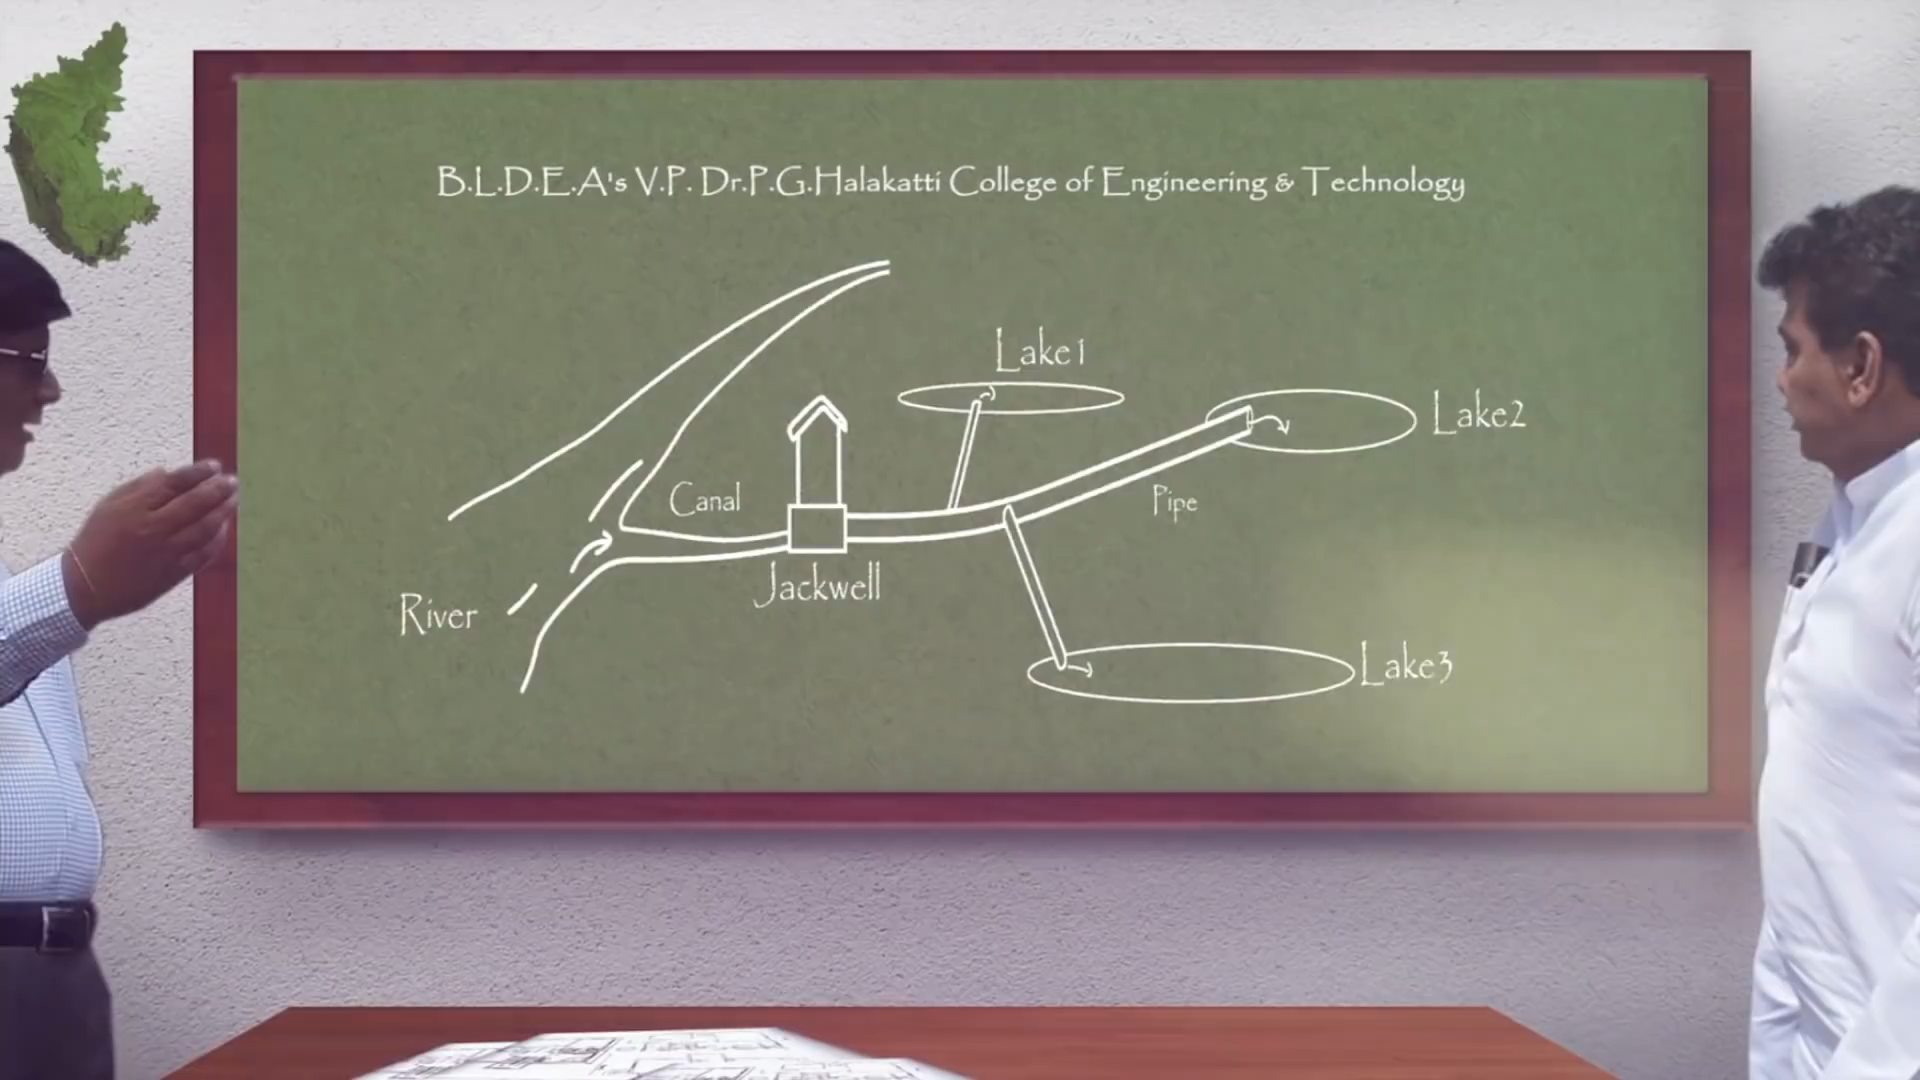 B.L.D.E.A's V.P. Dr.P.G.Halakatti College of Engineering & Technology
Lake1
Lake2
Canal
Pipe
Jackwell
River
Lake3